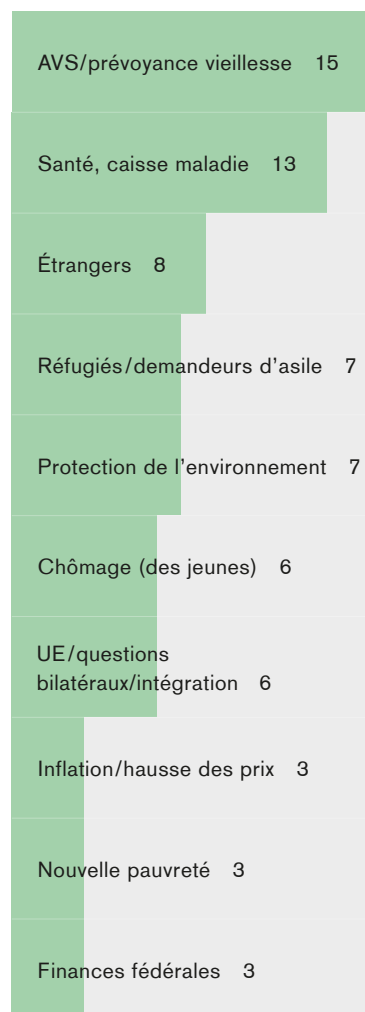 AVS/prévoyance vieillesse 15
Santé, caisse maladie 13
Étrangers 8
Réfugiés/demandeurs d’asile 7
Protection de l’environnement 7
Chômage (des jeunes) 6
UE/questions
bilatéraux/intégration 6
Inflation/hausse des prix 3
Nouvelle pauvreté 3
Finances fédérales 3